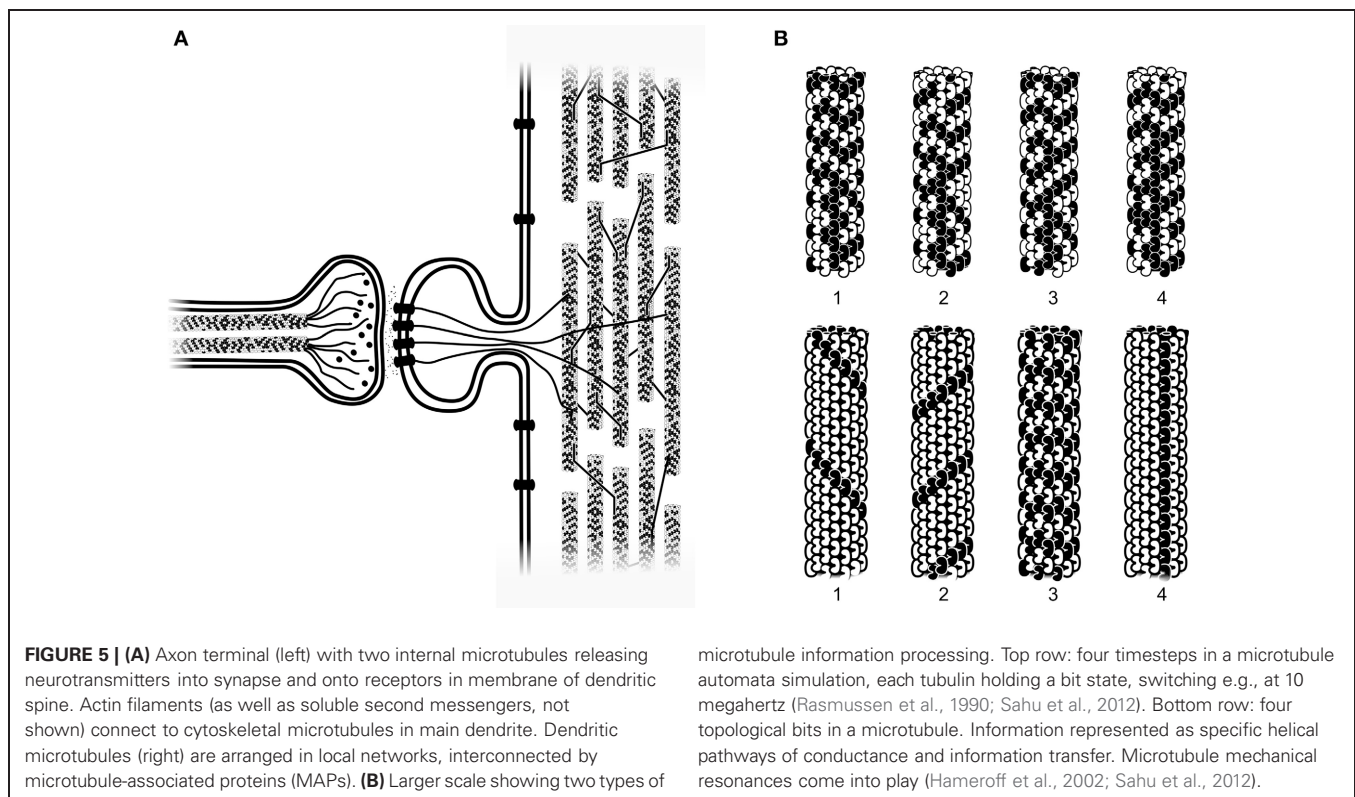 A
B
1 2 3 4
1 2 3 4
FIGURE 5 | (A) Axon terminal (left) with two internal microtubules releasing
neurotransmitters into synapse and onto receptors in membrane of dendritic
spine. Actin filaments (as well as soluble second messengers, not
shown) connect to cytoskeletal microtubules in main dendrite. Dendritic
microtubules (right) are arranged in local networks, interconnected by
microtubule-associated proteins (MAPs). (B) Larger scale showing two types of
microtubule information processing. Top row: four timesteps in a microtubule
automata simulation, each tubulin holding a bit state, switching e.g., at 10
megahertz (Rasmussen et al., 1990; Sahu et al., 2012). Bottom row: four
topological bits in a microtubule. Information represented as specific helical
pathways of conductance and information transfer. Microtubule mechanical
resonances come into play (Hameroff et al., 2002; Sahu et al., 2012).